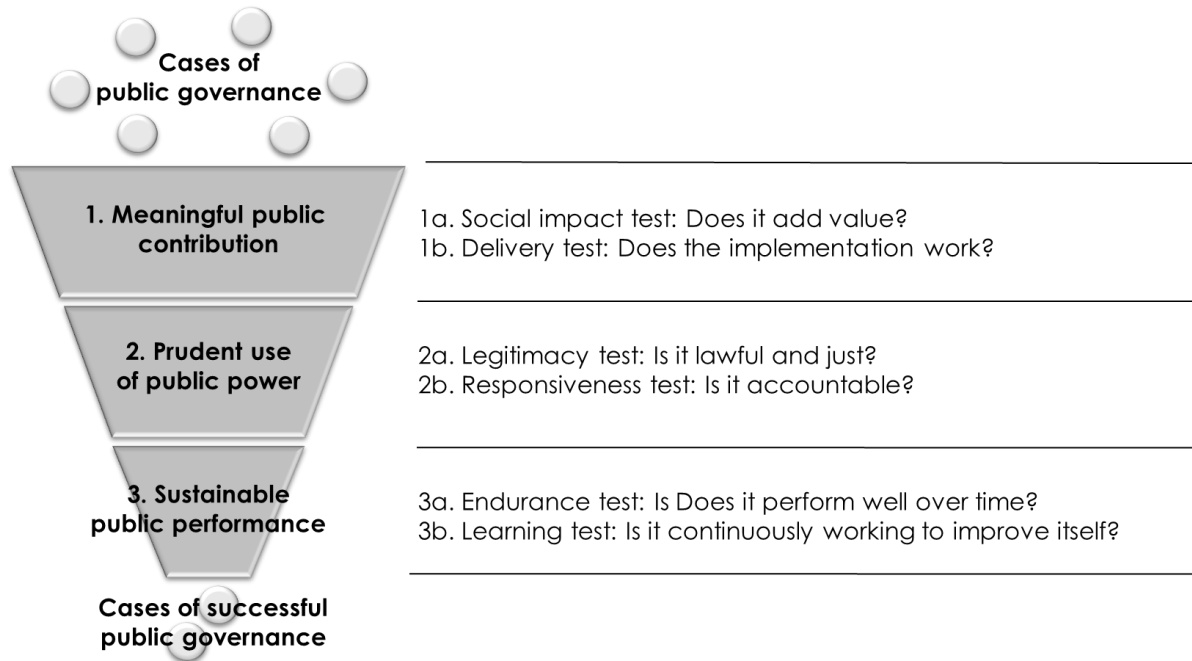 Cases of
public governance
1. Meaningful public
contribution
1a. Social impact test: Does it add value?
1b. Delivery test: Does the implementation work?
2. Prudent use
of public power
2a. Legitimacy test: Is it lawful and just?
2b. Responsiveness test: Is it accountable?
3. Sustainable
public performance
3a. Endurance test: Is Does it perform well over time?
3b. Learning test: Is it continuously working to improve itself?
Cases of successful
public governance